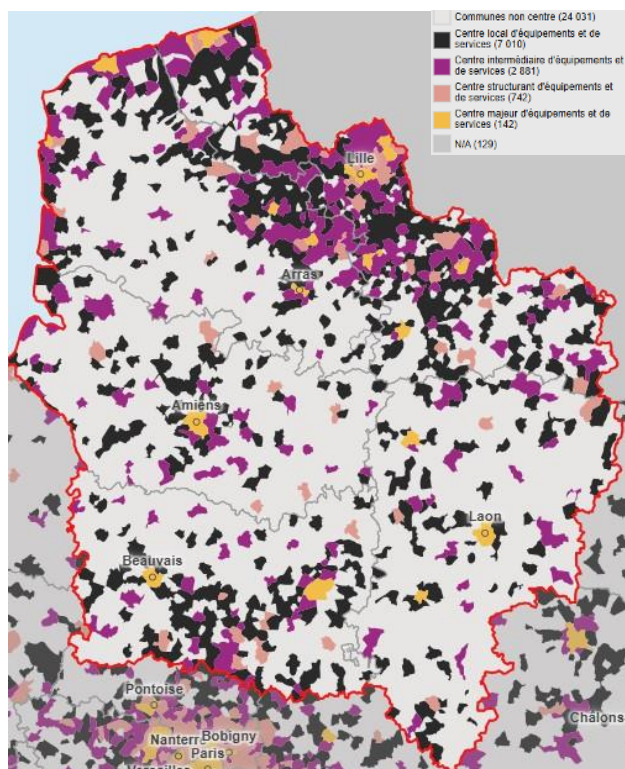 Communes non centre (24 031)
Centre local d'équipements et de
services (7 010)
Centre intermédiaire d'équipements et
de services (2 881)
Centre structurant d'équipements et
de services (742)
Centre majeur d'équipements et de
services (142)
N/A (129)
Lille
Arras
Amiens
Laon
Beauvais
Pontoise
Châlons
Bobigny
Nanterre
Paris
Versailles